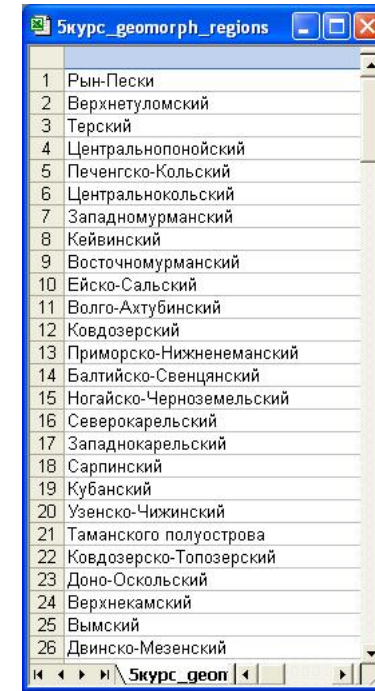 5курс_geomorph_regions
1 Рын-Пески
2 Верхнетуломский
3 Терский
4 Центральнопонойский
5 Печенгско-Кольский
6 Центральнокольский
7 Западномурманский
8 Кейвинский
9 Восточномурманский
10 Ейско-Сальский
11 Волго-Ахтубинский
12 Ковдозерский
13 Приморско-Нижненеманский
14 Балтийско-Свенцянский
15 Ногайско-Черноземельский
16 Северокарельский
17 Западнокарельский
18 Сарпинский
19 Кубанский
20 Узенско-Чижинский
21 Таманского полуострова
22 Ковдозерско-Топозерский
23 Доно-Оскольский
24 Верхнекамский
25 Вымский
26 Двинско-Мезенский
5курс_geon